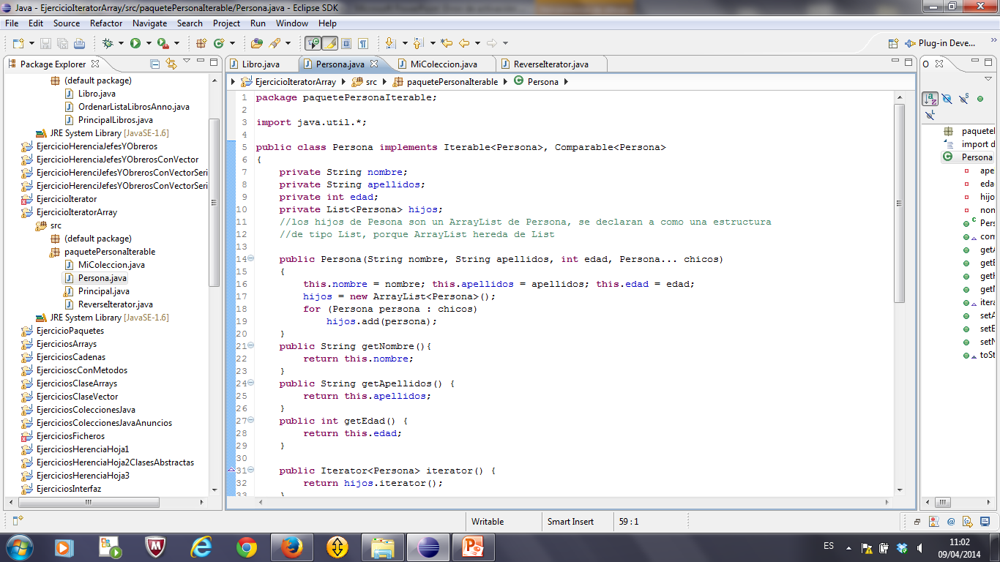 Java - EjercicioIteratorArray/src/paquetePersonaIterable/Persona.java - Eclipse SDK
File Edit Source Refactor Navigate Search Project Run Window Help
Plug-in Deve...
Package Explorer
(default package)
Libro.java
OrdenarListaLibrosAnno.java
PrincipalLibros.java
JRE System Library [JavaSE-1.6]
EjercicioHerenciaJefesYObreros
EjercicioHerenciaJefesYObrerosConVector
EjercicioHerenciJefesYObrerosConVectorSeri
EjercicioHerenciJefesYObrerosConVectorSeri
EjercicioIterator
EjercicioIteratorArray
src
(default package)
paquetePersonaIterable
MiColeccion.java
Persona.java
Principal.java
ReverseIterator.java
JRE System Library [JavaSE-1.6]
EjercicioPaquetes
EjerciciosArrays
EjerciciosCadenas
EjercicioscConMetodos
EjerciciosClaseArrays
EjerciciosClaseVector
EjerciciosColeccionesJava
EjerciciosColeccionesJavaAnuncios
EjerciciosFicheros
EjerciciosHerenciaHoja1
EjerciciosHerenciaHoja2ClasesAbstractas
EjerciciosHerenciaHoja3
EjerciciosInterfaz
Libro.java Persona.java MiColeccion.java ReverseIterator.java
EjercicioIteratorArray src paquetePersonaIterable Persona
1 package paquetePersonaIterable;
2
3 import java.util.*;
4
5 public class Persona implements Iterable<Persona>, Comparable<Persona>
6 {
7 private String nombre;
8 private String apellidos;
9 private int edad;
10 private List<Persona> hijos;
11 //los hijos de Pesona son un ArrayList de Persona, se declaran a como una estructura
12 //de tipo List, porque ArrayList hereda de List
13
14 public Persona(String nombre, String apellidos, int edad, Persona... chicos)
15 {
16 this.nombre = nombre; this.apellidos = apellidos; this.edad = edad;
17 hijos = new ArrayList<Persona>();
18 for (Persona persona : chicos)
19 hijos.add(persona);
20 }
21 public String getNombre(){
22 return this.nombre;
23 }
24 public String getApellidos() {
25 return this.apellidos;
26 }
27 public int getEdad() {
28 return this.edad;
29 }
30
31 public Iterator<Persona> iterator() {
32 return hijos.iterator();
33 }
O
paquetel
import d
Persona
ape
eda
hijo
non
Pers
com
getA
getE
getH
getN
itera
setA
setE
setN
toSt
Writable Smart Insert 59 : 1
ES
11:02
09/04/2014